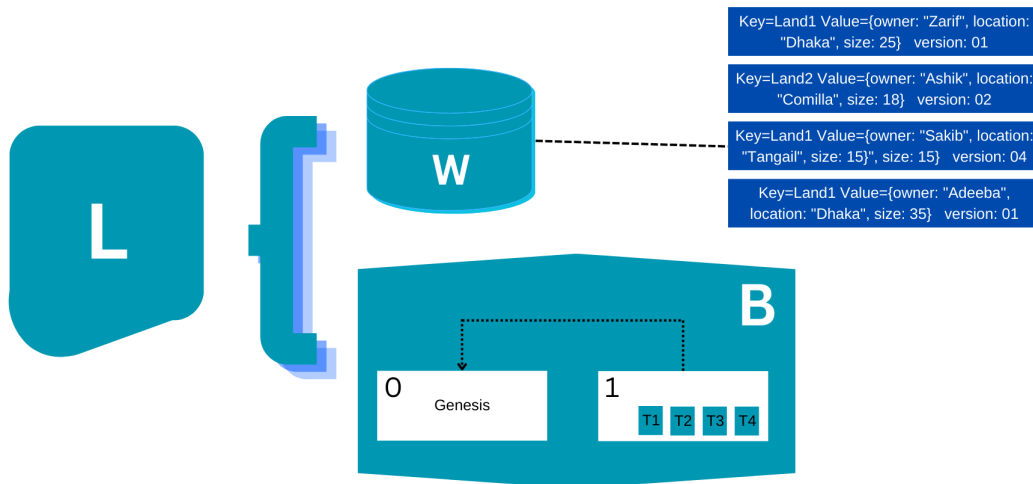 Key=Land1 Value={owner: "Zarif", location:
"Dhaka", size: 25}   version: 01
Key=Land2 Value={owner: "Ashik", location:
"Comilla", size: 18}   version: 02
Key=Land1 Value={owner: "Sakib", location:
"Tangail", size: 15}", size: 15}   version: 04
Key=Land1 Value={owner: "Adeeba",
location: "Dhaka", size: 35}   version: 01
W
L
B
0
Genesis
1
T1 T2 T3 T4